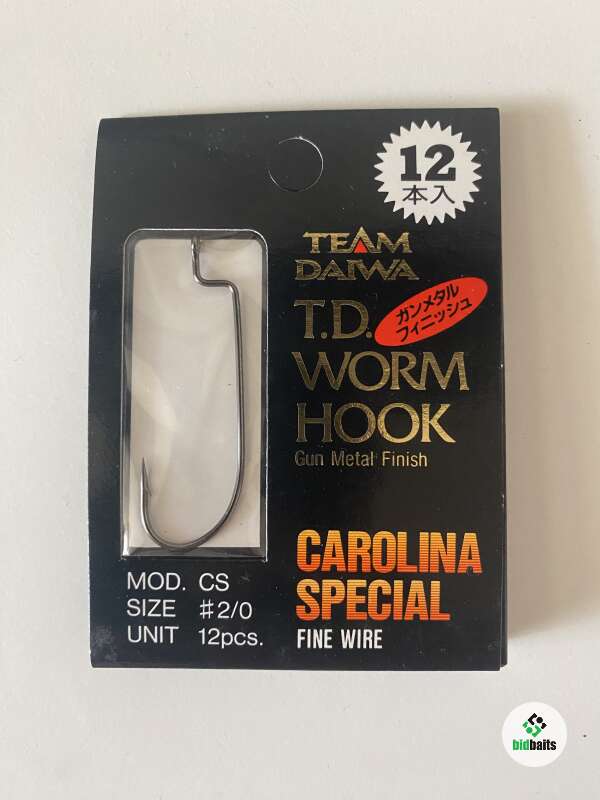 12
本入
TEAM
DAIWA
T.D.
ガンメタル
フィニッシュ
WORM
HOOK
Gun Metal Finish
CAROLINA
SPECIAL
FINE WIRE
MOD. CS
SIZE #2/0
UNIT 12pcs.
bidbaits